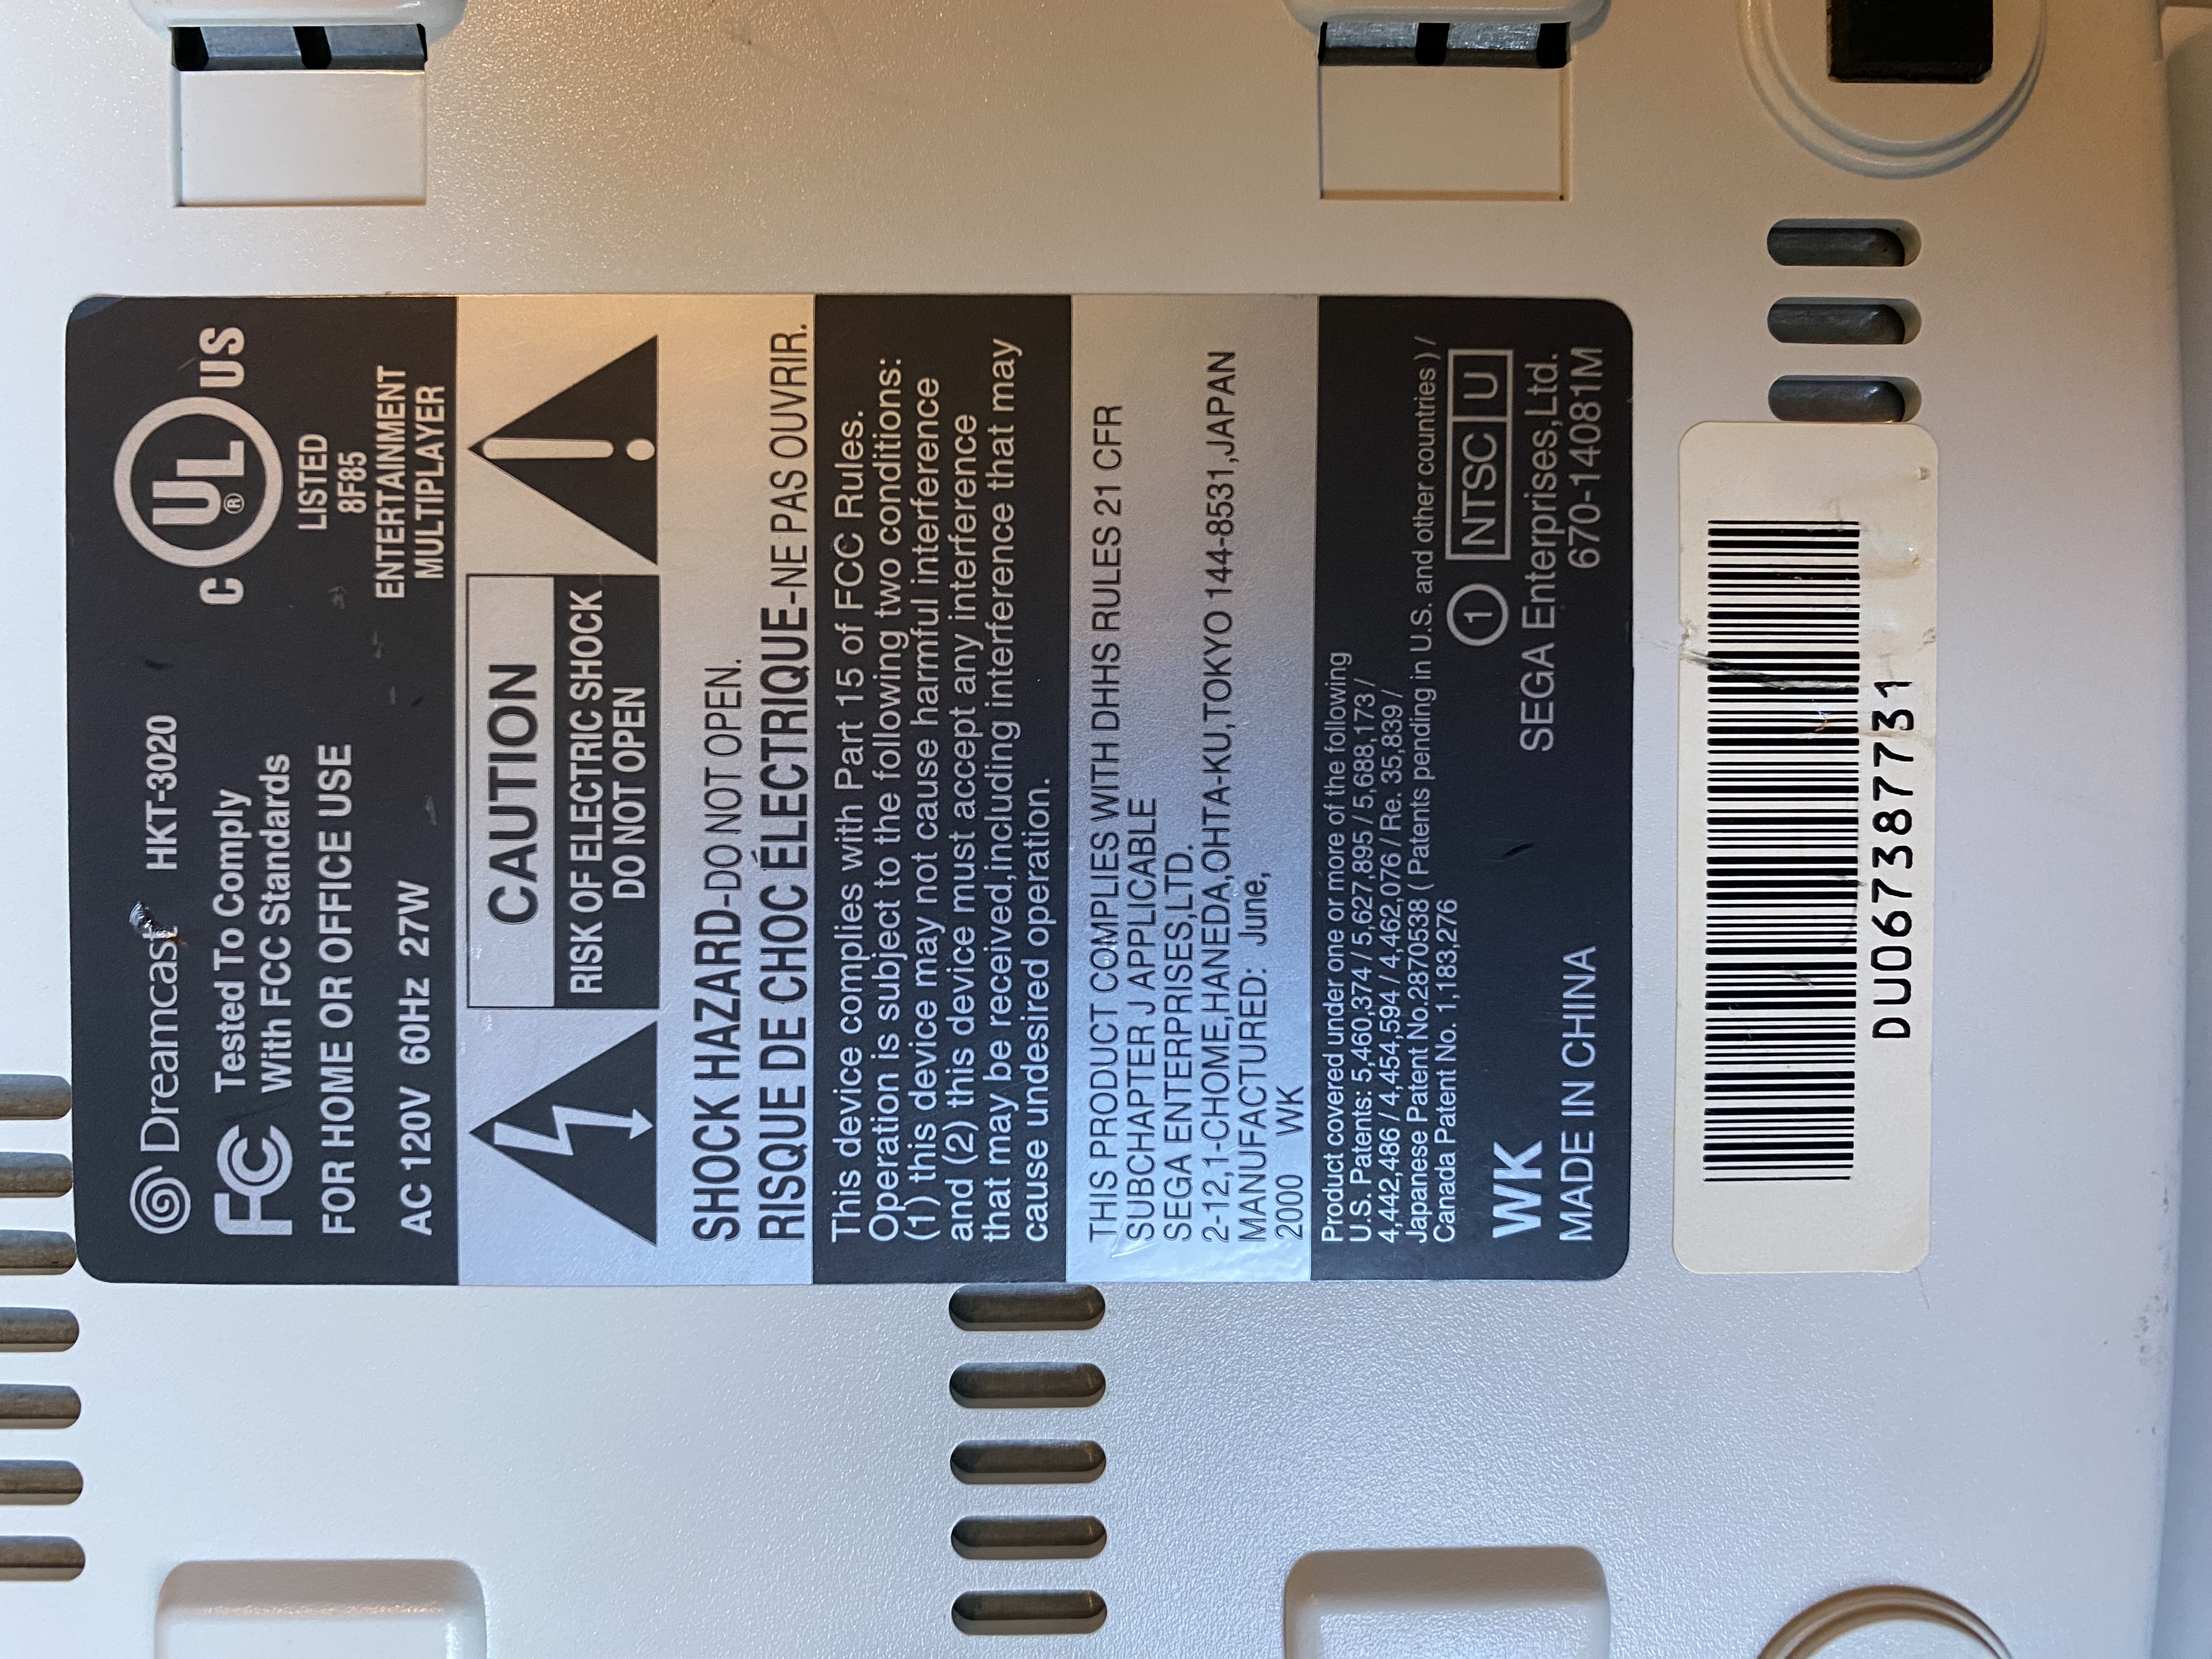 Dreamcast HKT-3020
FC Tested To Comply
With FCC Standards
FOR HOME OR OFFICE USE
AC 120V 60Hz 27W
C UL ® US
LISTED
8F85
ENTERTAINMENT
MULTIPLAYER
CAUTION
RISK OF ELECTRIC SHOCK
DO NOT OPEN
SHOCK HAZARD-DO NOT OPEN.
RISQUE DE CHOC ÉLECTRIQUE-NE PAS OUVRIR.
This device complies with Part 15 of FCC Rules.
Operation is subject to the following two conditions:
(1) this device may not cause harmful interference
and (2) this device must accept any interference
that may be received,including interference that may
cause undesired operation.
THIS PRODUCT COMPLIES WITH DHHS RULES 21 CFR
SUBCHAPTER J APPLICABLE
SEGA ENTERPRISES,LTD.
2-12,1-CHOME,HANEDA,OHTA-KU,TOKYO 144-8531,JAPAN
MANUFACTURED: June,
2000 WK
Product covered under one or more of the following
U.S. Patents: 5,460,374 / 5,627,895 / 5,688,173 /
4,442,486 / 4,454,594 / 4,462,076 / Re. 35,839 /
Japanese Patent No.2870538 ( Patents pending in U.S. and other countries ) /
Canada Patent No. 1,183,276
1 NTSC U
WK
SEGA Enterprises,Ltd.
MADE IN CHINA
670-14081M
DU067387731